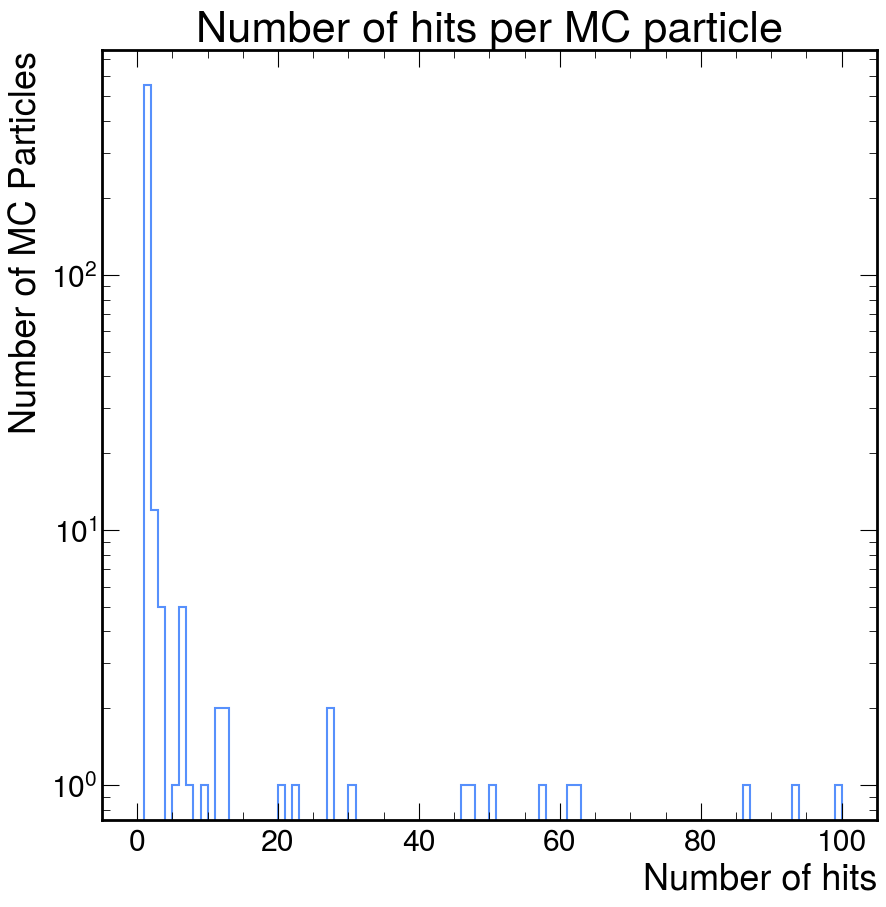 Number of hits per MC particle
Number of MC Particles
10²
10¹
10⁰
0 20 40 60 80 100
Number of hits